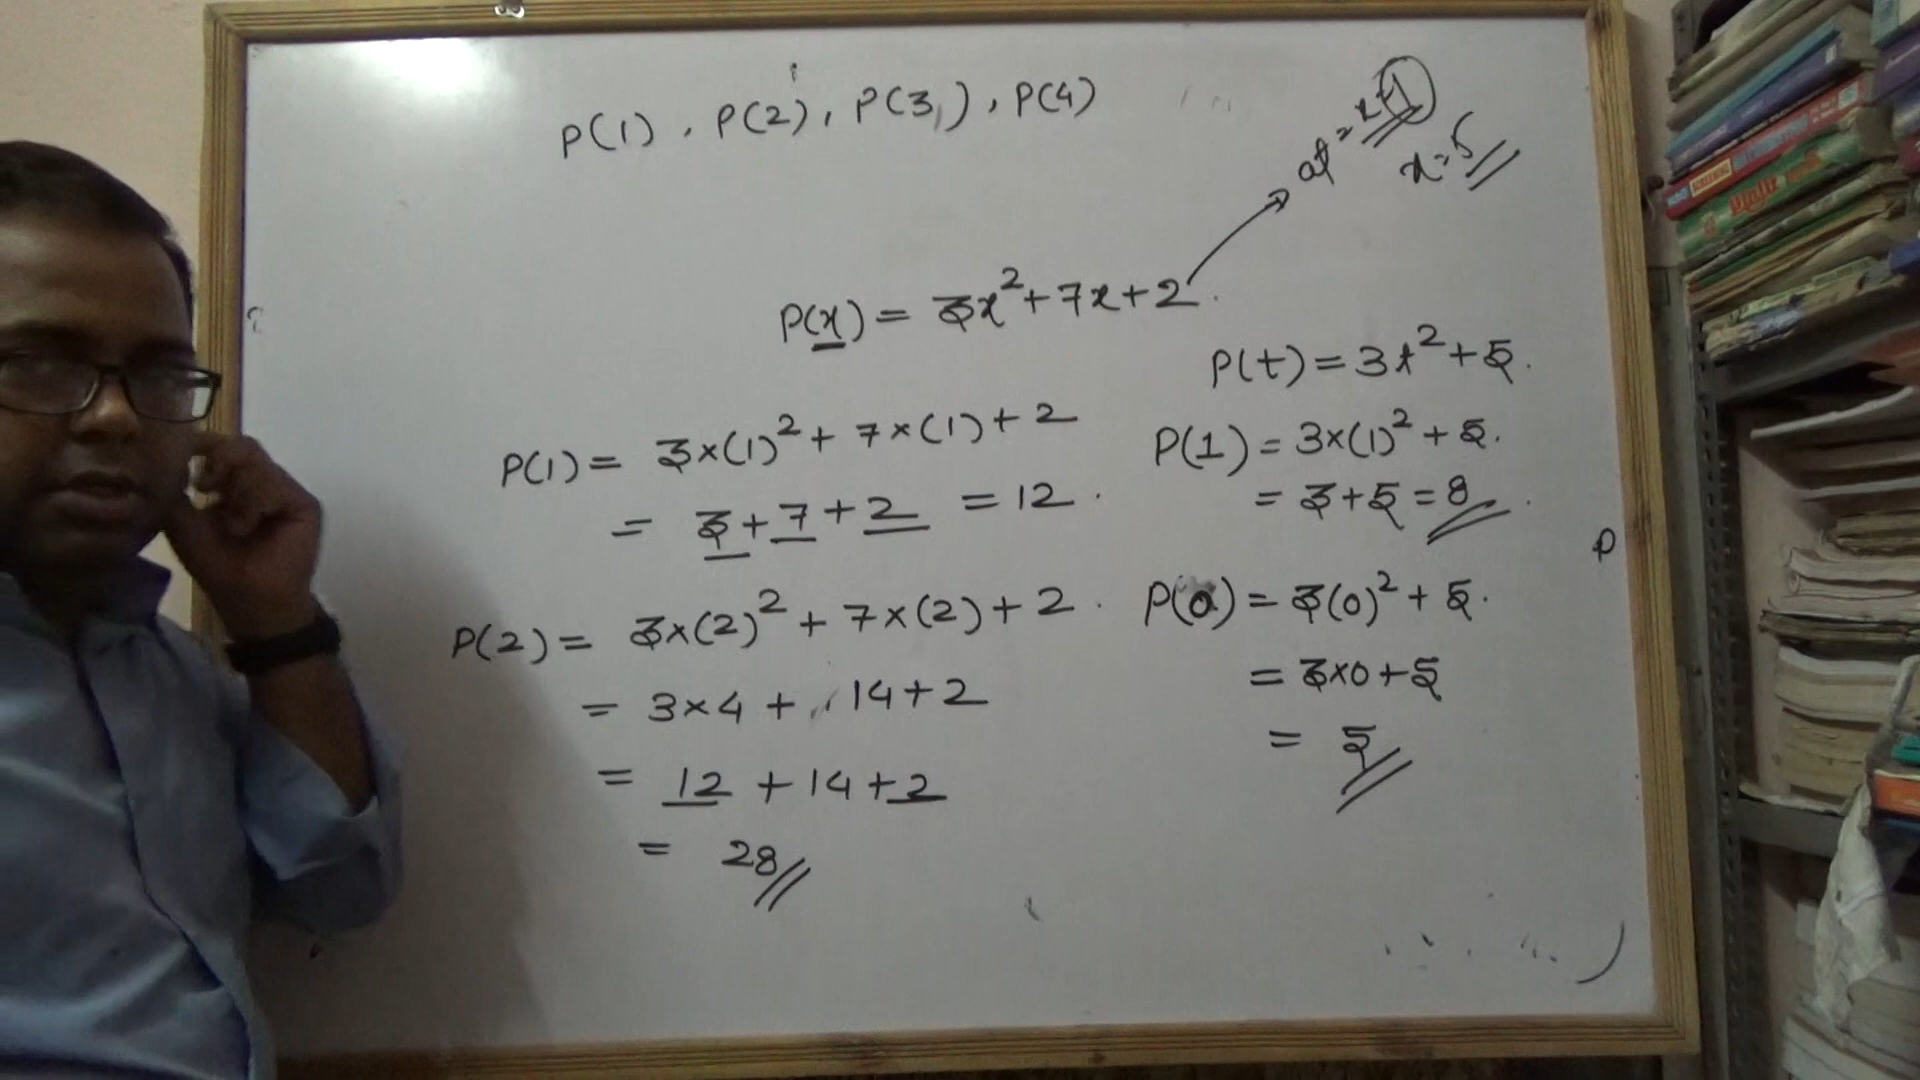 P(1), P(2), P(3), P(4)
x = 5
P(x) = 3x² + 7x + 2
P(1) = 3×(1)² + 7×(1) + 2
= 3 + 7 + 2 = 12.
P(2) = 3×(2)² + 7×(2) + 2.
= 3×4 + 14 + 2
= 12 + 14 + 2
= 28
P(t) = 3t² + 5.
P(1) = 3×(1)² + 5.
= 3 + 5 = 8
P(0) = 3(0)² + 5.
= 3×0 + 5
= 5
P